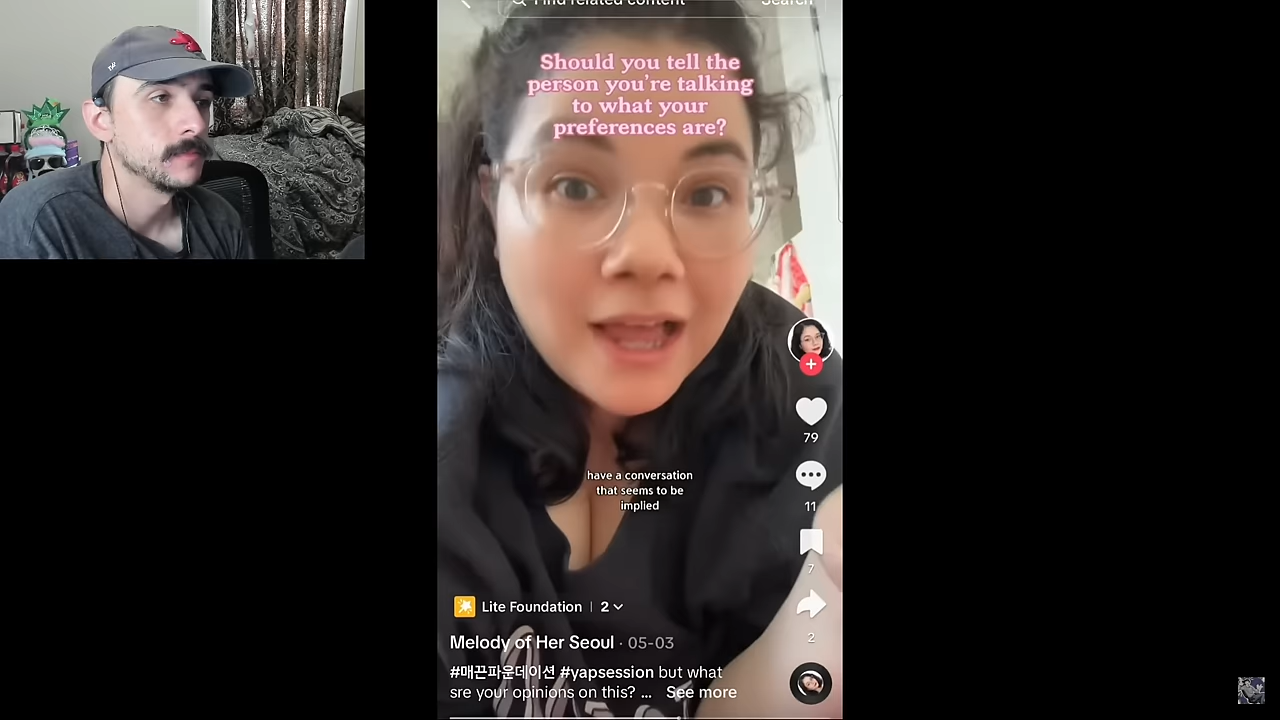 Find related content Search
Should you tell the
person you're talking
to what your
preferences are?
79
have a conversation
that seems to be
implied
11
7
Lite Foundation | 2
2
Melody of Her Seoul · 05-03
#매끈파운데이션 #yapsession but what
sre your opinions on this? ... See more